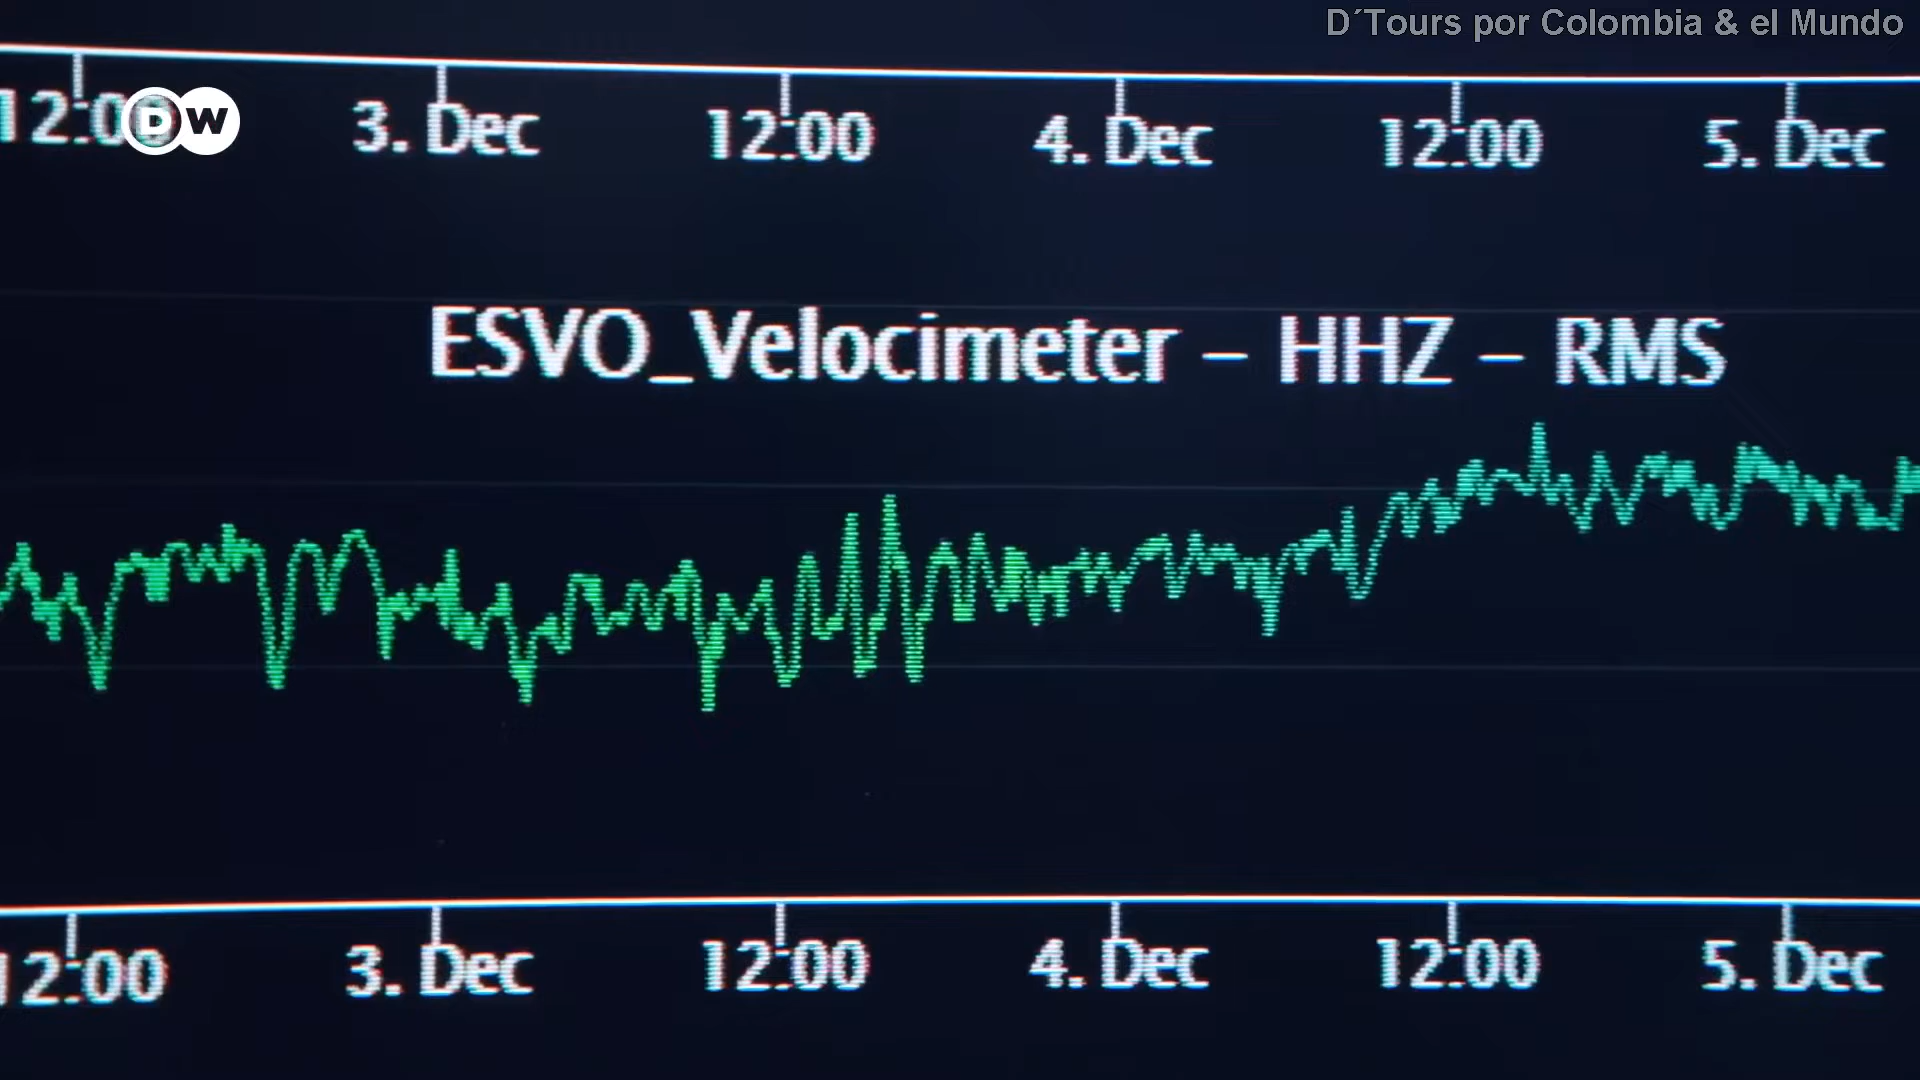 D´Tours por Colombia & el Mundo
12:00 3. Dec 12:00 4. Dec 12:00 5. Dec
DW
ESVO_Velocimeter – HHZ – RMS
12:00 3. Dec 12:00 4. Dec 12:00 5. Dec